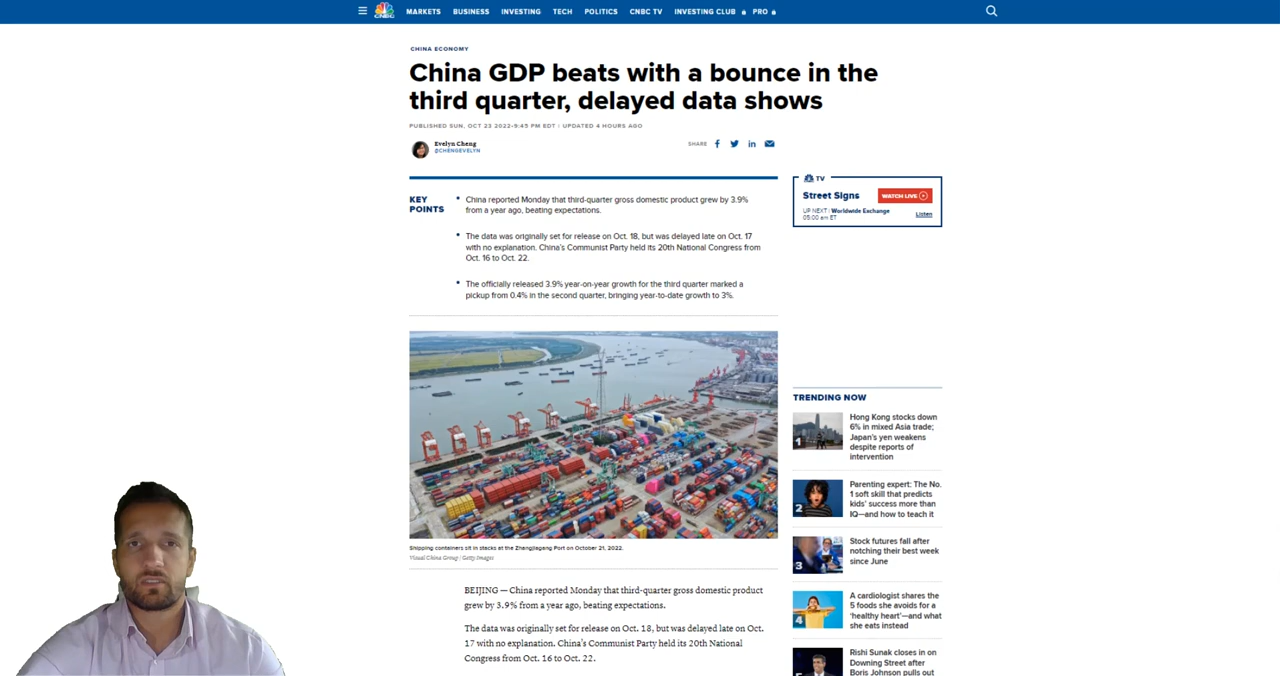 CNBC
MARKETS
BUSINESS
INVESTING
TECH
POLITICS
CNBC TV
INVESTING CLUB
PRO
CHINA ECONOMY
China GDP beats with a bounce in the
third quarter, delayed data shows
PUBLISHED SUN, OCT 23 2022•9:45 PM EDT | UPDATED 4 HOURS AGO
Evelyn Cheng
@CHENGEVELYN
SHARE
KEY
POINTS
• China reported Monday that third-quarter gross domestic product grew by 3.9%
from a year ago, beating expectations.
• The data was originally set for release on Oct. 18, but was delayed late on Oct. 17
with no explanation. China's Communist Party held its 20th National Congress from
Oct. 16 to Oct. 22.
• The officially released 3.9% year-on-year growth for the third quarter marked a
pickup from 0.4% in the second quarter, bringing year-to-date growth to 3%.
Shipping containers sit in stacks at the Zhangjiagang Port on October 21, 2022.
Visual China Group | Getty Images
BEIJING — China reported Monday that third-quarter gross domestic product
grew by 3.9% from a year ago, beating expectations.
The data was originally set for release on Oct. 18, but was delayed late on Oct.
17 with no explanation. China's Communist Party held its 20th National
Congress from Oct. 16 to Oct. 22.
TV
Street Signs
WATCH LIVE
UP NEXT | Worldwide Exchange
05:00 am ET
Listen
TRENDING NOW
1
Hong Kong stocks down
6% in mixed Asia trade;
Japan's yen weakens
despite reports of
intervention
2
Parenting expert: The No.
1 soft skill that predicts
kids' success more than
IQ—and how to teach it
3
Stock futures fall after
notching their best week
since June
4
A cardiologist shares the
5 foods she avoids for a
'healthy heart'—and what
she eats instead
Rishi Sunak closes in on
Downing Street after
Boris Johnson pulls out